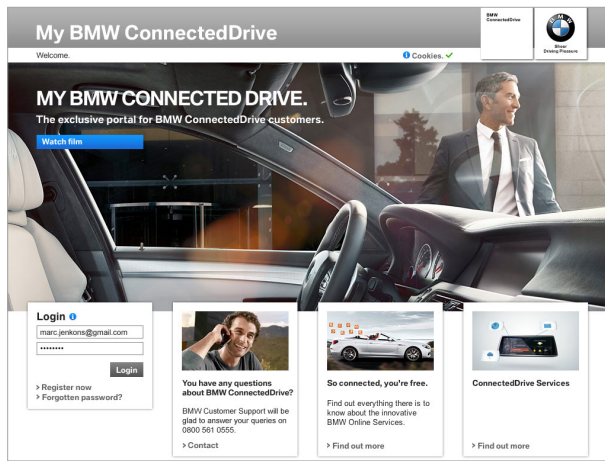 My BMW ConnectedDrive
BMW
ConnectedDrive
BMW
Sheer
Driving Pleasure
Welcome.
Cookies.
MY BMW CONNECTED DRIVE.
The exclusive portal for BMW ConnectedDrive customers.
Watch film
Login
marc.jenkons@gmail.com
••••••••
Login
> Register now
> Forgotten password?
You have any questions
about BMW ConnectedDrive?
BMW Customer Support will be
glad to answer your queries on
0800 561 0555.
> Contact
So connected, you're free.
Find out everything there is to
know about the innovative
BMW Online Services.
> Find out more
ConnectedDrive Services
> Find out more